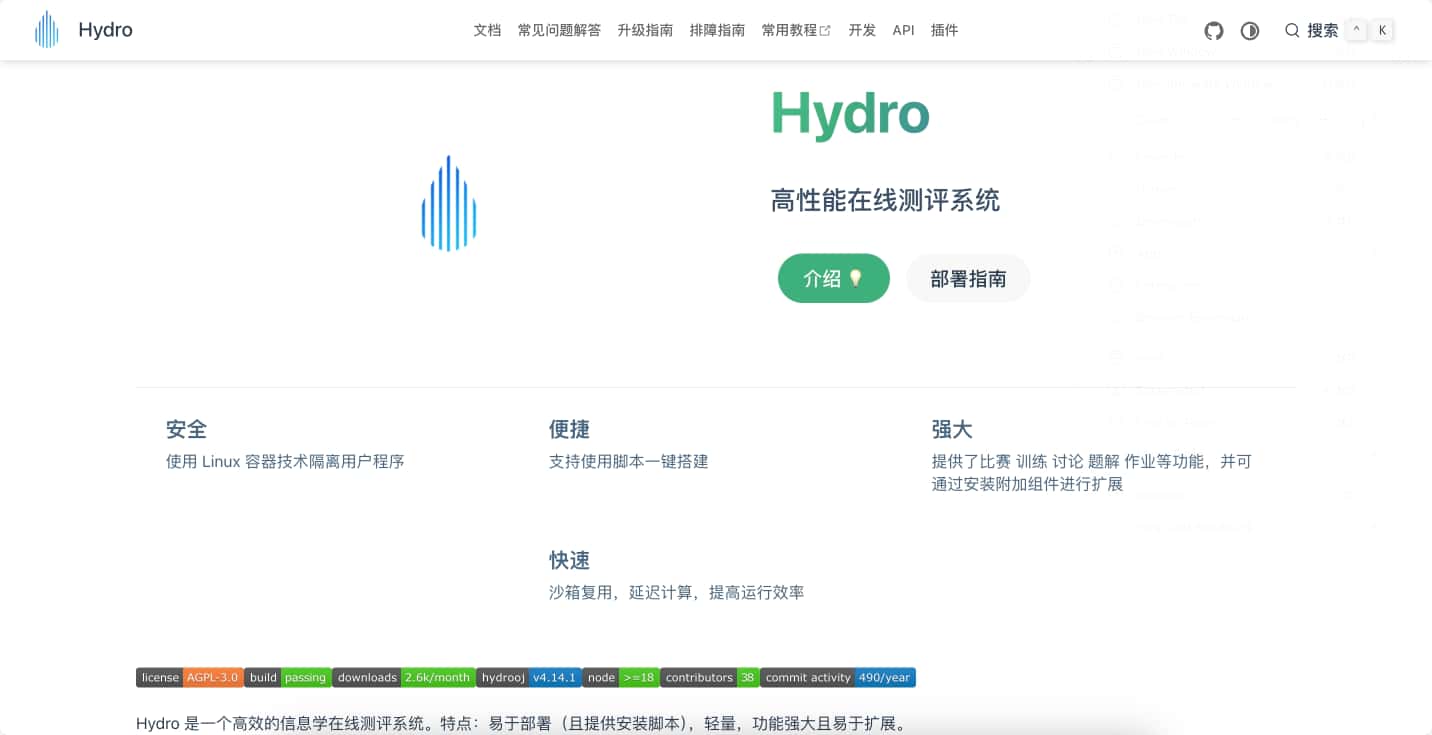 Hydro
文档 常见问题解答 升级指南 排障指南 常用教程 开发 API 插件
搜索 ^ K
Hydro
高性能在线测评系统
介绍💡 部署指南
安全 便捷 强大
使用 Linux 容器技术隔离用户程序 支持使用脚本一键搭建 提供了比赛 训练 讨论 题解 作业等功能，并可
通过安装附加组件进行扩展
快速
沙箱复用，延迟计算，提高运行效率
license AGPL-3.0 build passing downloads 2.6k/month hydrooj v4.14.1 node >=18 contributors 38 commit activity 490/year
Hydro 是一个高效的信息学在线测评系统。特点：易于部署（且提供安装脚本），轻量，功能强大且易于扩展。